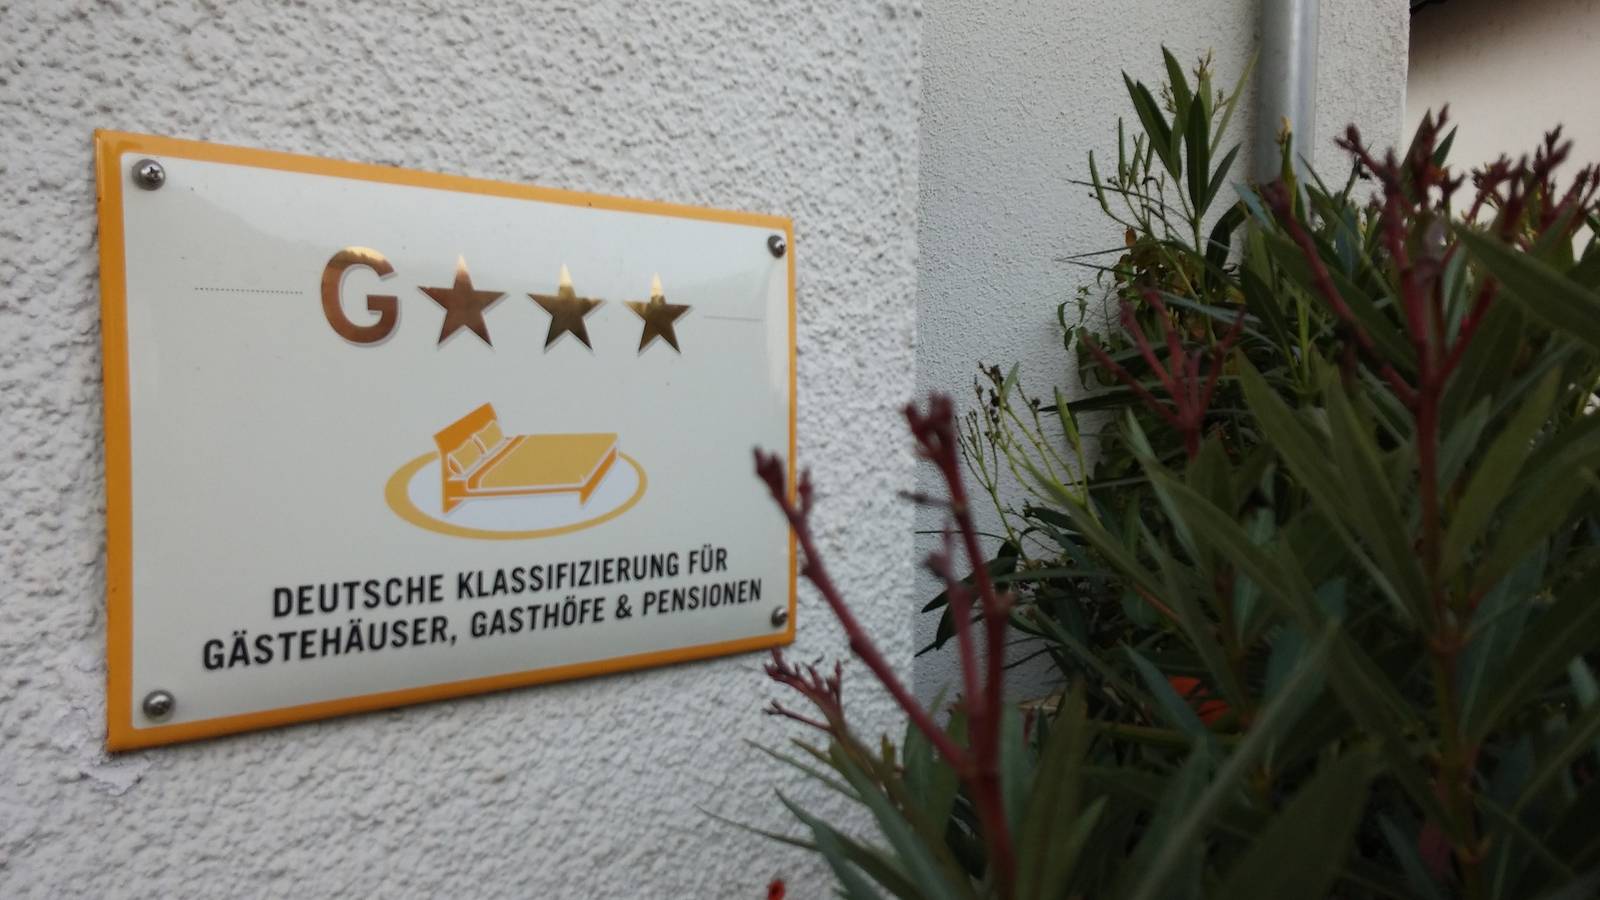 G★★★
DEUTSCHE KLASSIFIZIERUNG FÜR
GÄSTEHÄUSER, GASTHÖFE & PENSIONEN